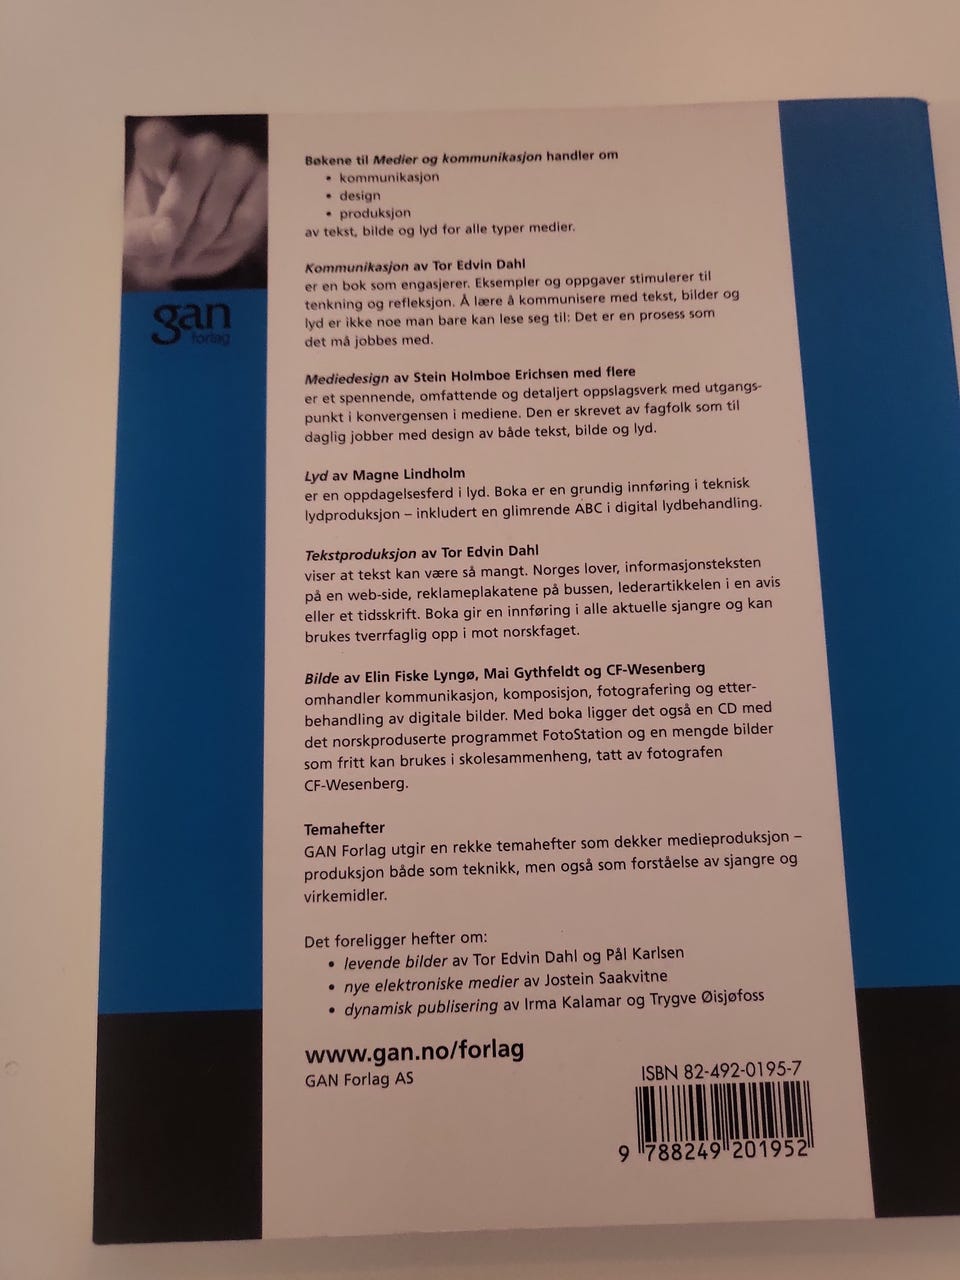 gan
forlag
Bøkene til Medier og kommunikasjon handler om
• kommunikasjon
• design
• produksjon
av tekst, bilde og lyd for alle typer medier.
Kommunikasjon av Tor Edvin Dahl
er en bok som engasjerer. Eksempler og oppgaver stimulerer til
tenkning og refleksjon. Å lære å kommunisere med tekst, bilder og
lyd er ikke noe man bare kan lese seg til: Det er en prosess som
det må jobbes med.
Mediedesign av Stein Holmboe Erichsen med flere
er et spennende, omfattende og detaljert oppslagsverk med utgangs-
punkt i konvergensen i mediene. Den er skrevet av fagfolk som til
daglig jobber med design av både tekst, bilde og lyd.
Lyd av Magne Lindholm
er en oppdagelsesferd i lyd. Boka er en grundig innføring i teknisk
lydproduksjon – inkludert en glimrende ABC i digital lydbehandling.
Tekstproduksjon av Tor Edvin Dahl
viser at tekst kan være så mangt. Norges lover, informasjonsteksten
på en web-side, reklameplakatene på bussen, lederartikkelen i en avis
eller et tidsskrift. Boka gir en innføring i alle aktuelle sjangre og kan
brukes tverrfaglig opp i mot norskfaget.
Bilde av Elin Fiske Lyngø, Mai Gythfeldt og CF-Wesenberg
omhandler kommunikasjon, komposisjon, fotografering og etter-
behandling av digitale bilder. Med boka ligger det også en CD med
det norskproduserte programmet FotoStation og en mengde bilder
som fritt kan brukes i skolesammenheng, tatt av fotografen
CF-Wesenberg.
Temahefter
GAN Forlag utgir en rekke temahefter som dekker medieproduksjon –
produksjon både som teknikk, men også som forståelse av sjangre og
virkemidler.
Det foreligger hefter om:
• levende bilder av Tor Edvin Dahl og Pål Karlsen
• nye elektroniske medier av Jostein Saakvitne
• dynamisk publisering av Irma Kalamar og Trygve Øisjøfoss
www.gan.no/forlag
GAN Forlag AS
ISBN 82-492-0195-7
9 788249 201952